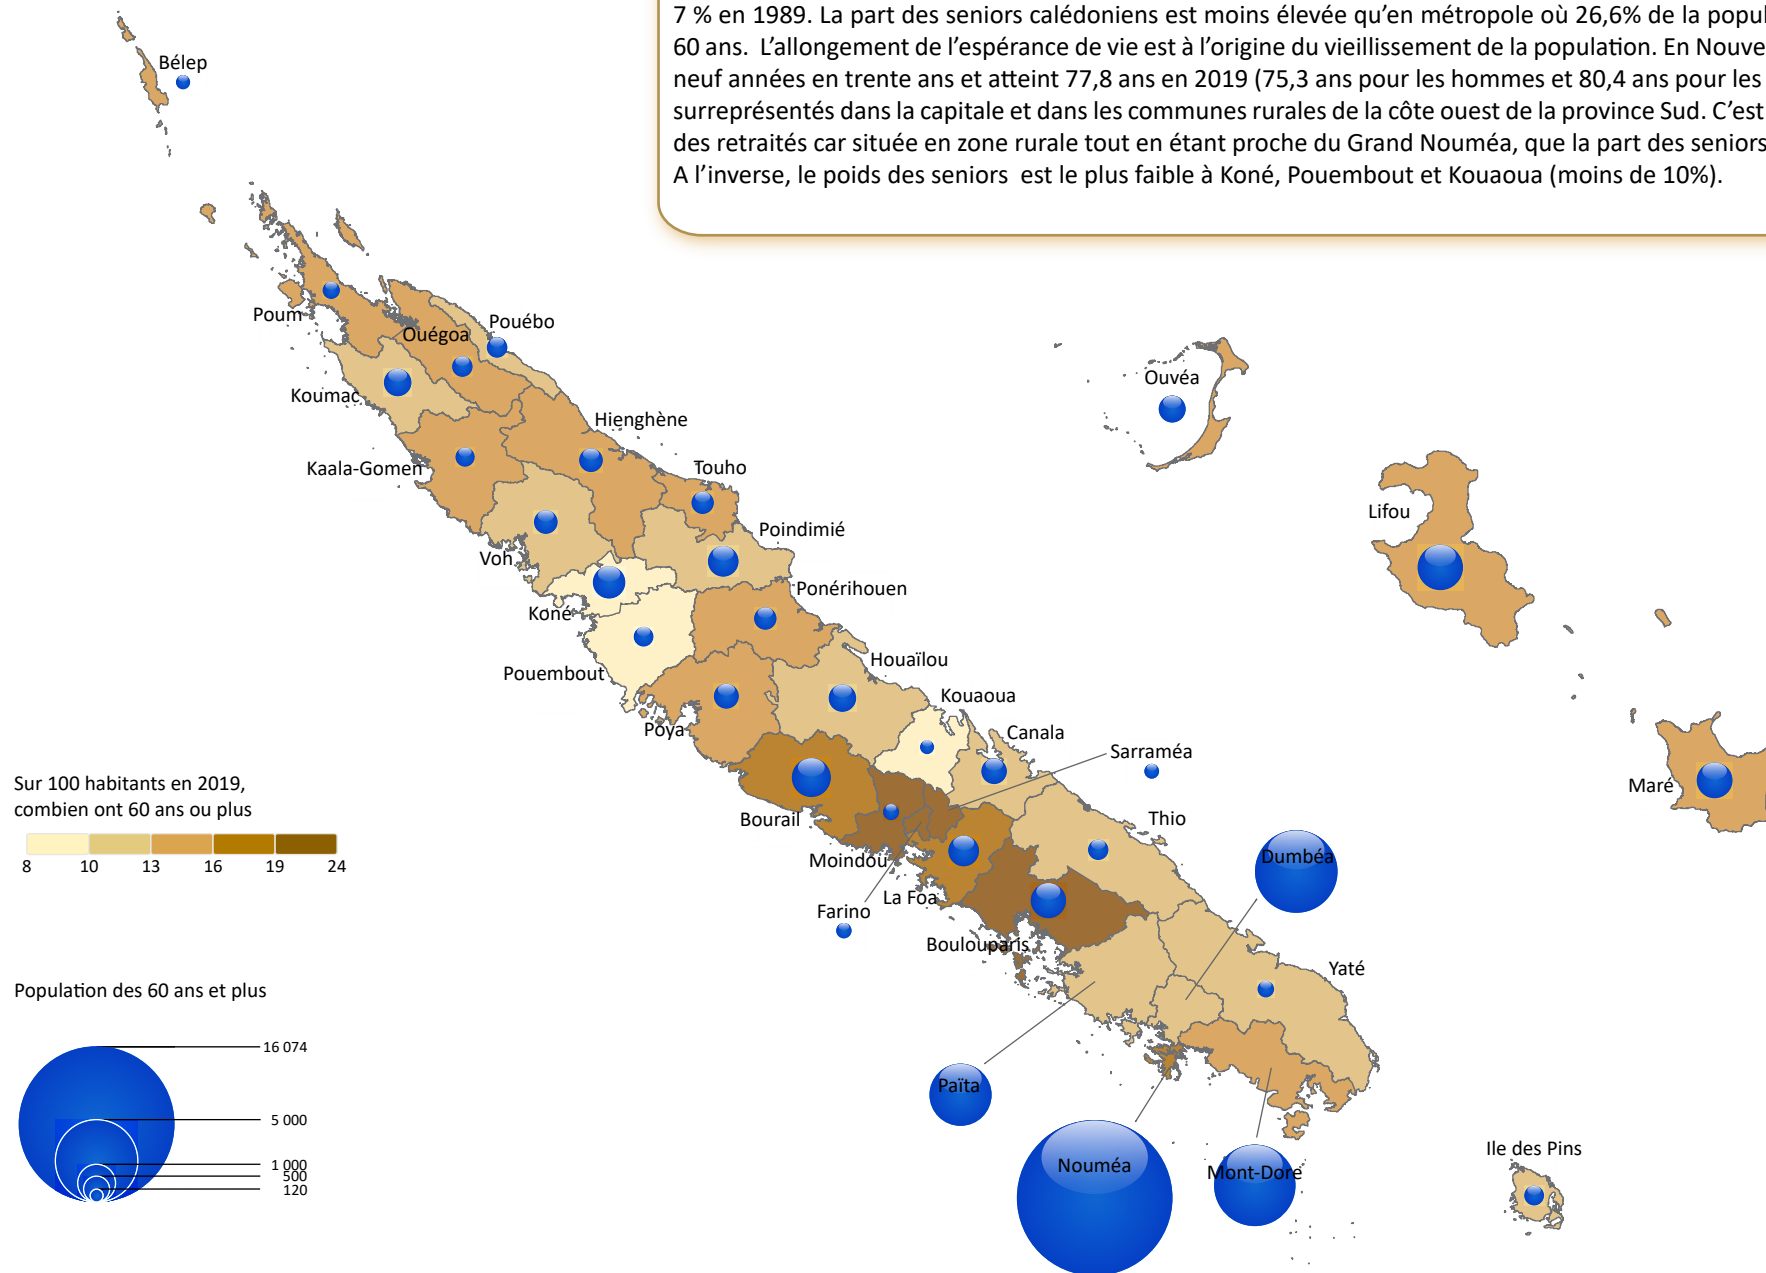 7 % en 1989. La part des seniors calédoniens est moins élevée qu'en métropole où 26,6% de la popul
60 ans. L'allongement de l'espérance de vie est à l'origine du vieillissement de la population. En Nouve
neuf années en trente ans et atteint 77,8 ans en 2019 (75,3 ans pour les hommes et 80,4 ans pour les
surreprésentés dans la capitale et dans les communes rurales de la côte ouest de la province Sud. C'est
des retraités car située en zone rurale tout en étant proche du Grand Nouméa, que la part des seniors
A l'inverse, le poids des seniors est le plus faible à Koné, Pouembout et Kouaoua (moins de 10%).
Bélep
Poum
Ouégoa
Pouébo
Koumac
Hienghène
Kaala-Gomen
Touho
Ouvéa
Voh
Poindimié
Lifou
Koné
Ponérihouen
Pouembout
Houaïlou
Poya
Kouaoua
Canala
Sarraméa
Maré
Bourail
Thio
Moindou
Dumbéa
La Foa
Farino
Boulouparis
Yaté
Païta
Nouméa
Mont-Dore
Ile des Pins
Sur 100 habitants en 2019,
combien ont 60 ans ou plus
8 10 13 16 19 24
Population des 60 ans et plus
16 074
5 000
1 000
500
120